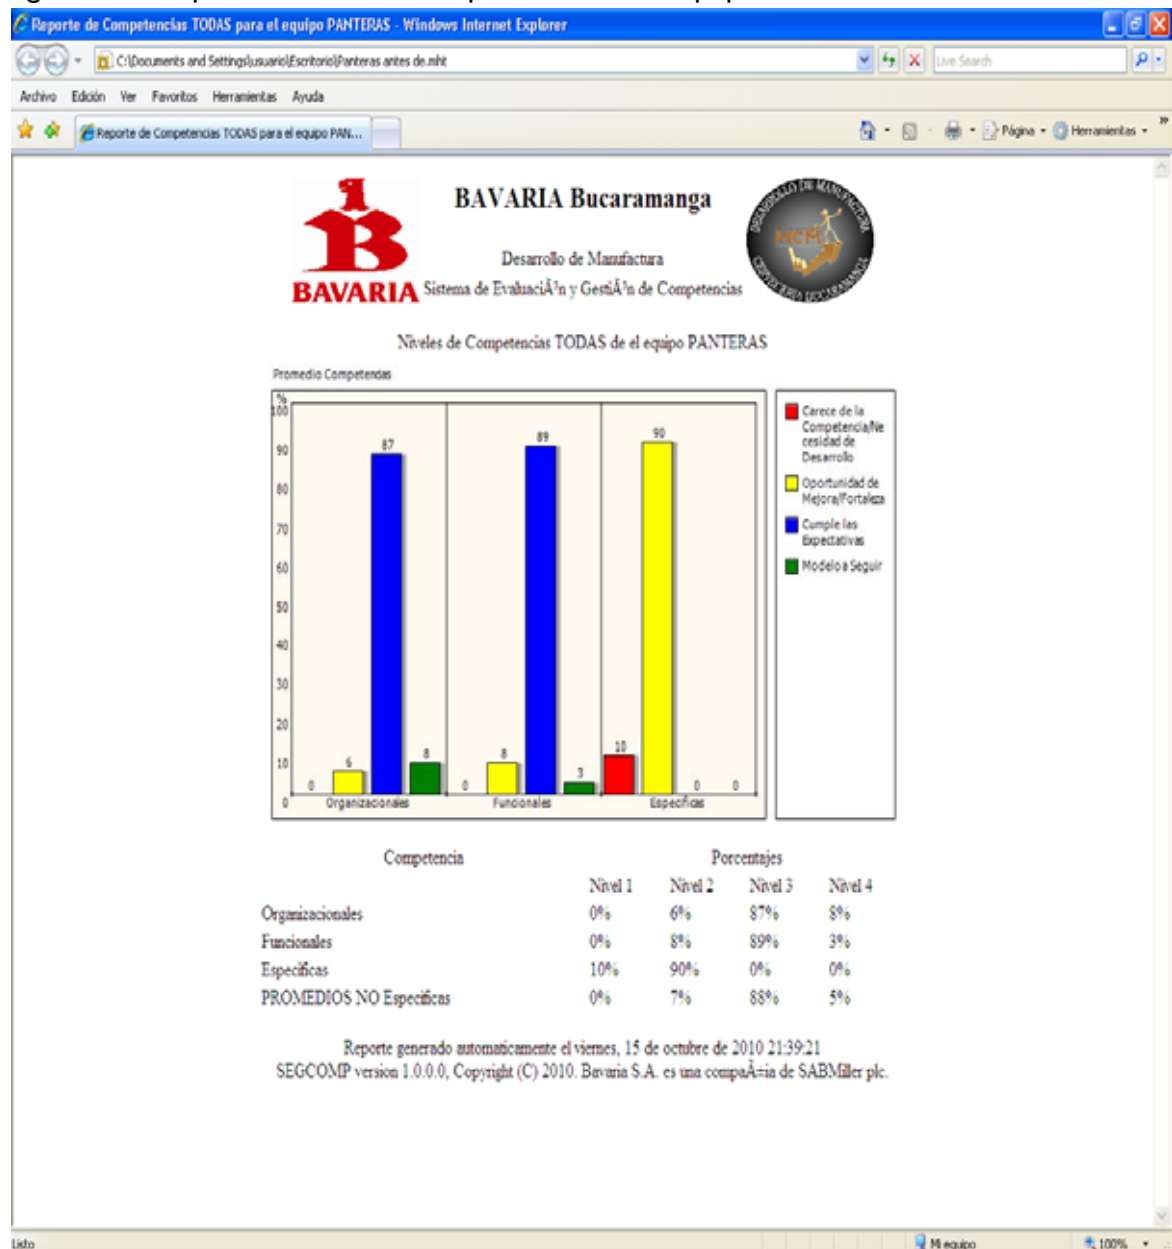 Reporte de Competencias TODAS para el equipo PANTERAS - Windows Internet Explorer
C:\Documents and Settings\usuario\Escritorio\Panteras antes de.mht
Live Search
Archivo Edición Ver Favoritos Herramientas Ayuda
Reporte de Competencias TODAS para el equipo PAN...
Página Herramientas
BAVARIA
BAVARIA Bucaramanga
Desarrollo de Manufactura
Sistema de EvaluaciÃ³n y GestiÃ³n de Competencias
DESARROLLO DE MANUFACTURA
CERVECERIA BUCARAMANGA
Niveles de Competencias TODAS de el equipo PANTERAS
Promedio Competencias
%
100
90
80
70
60
50
40
30
20
10
0
0 6 87 8
0 8 89 3
10 90 0 0
Organizacionales Funcionales Especificas
Carece de la
Competencia/Ne
cesidad de
Desarrollo
Oportunidad de
Mejora/Fortaleza
Cumple las
Expectativas
Modelo a Seguir
Competencia Porcentajes
Nivel 1 Nivel 2 Nivel 3 Nivel 4
Organizacionales 0% 6% 87% 8%
Funcionales 0% 8% 89% 3%
Especificas 10% 90% 0% 0%
PROMEDIOS NO Especificas 0% 7% 88% 5%
Reporte generado automaticamente el viernes, 15 de octubre de 2010 21:39:21
SEGCOMP version 1.0.0.0, Copyright (C) 2010. Bavaria S.A. es una compaÃ±ia de SABMiller plc.
Listo Mi equipo 100%